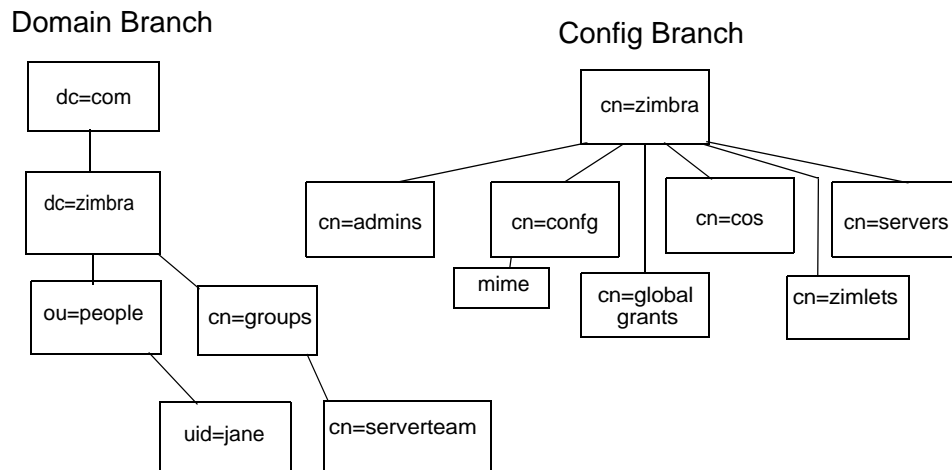 Domain Branch
Config Branch
dc=com
cn=zimbra
dc=zimbra
cn=admins
cn=confg
cn=cos
cn=servers
mime
cn=global
grants
cn=zimlets
ou=people
cn=groups
uid=jane
cn=serverteam